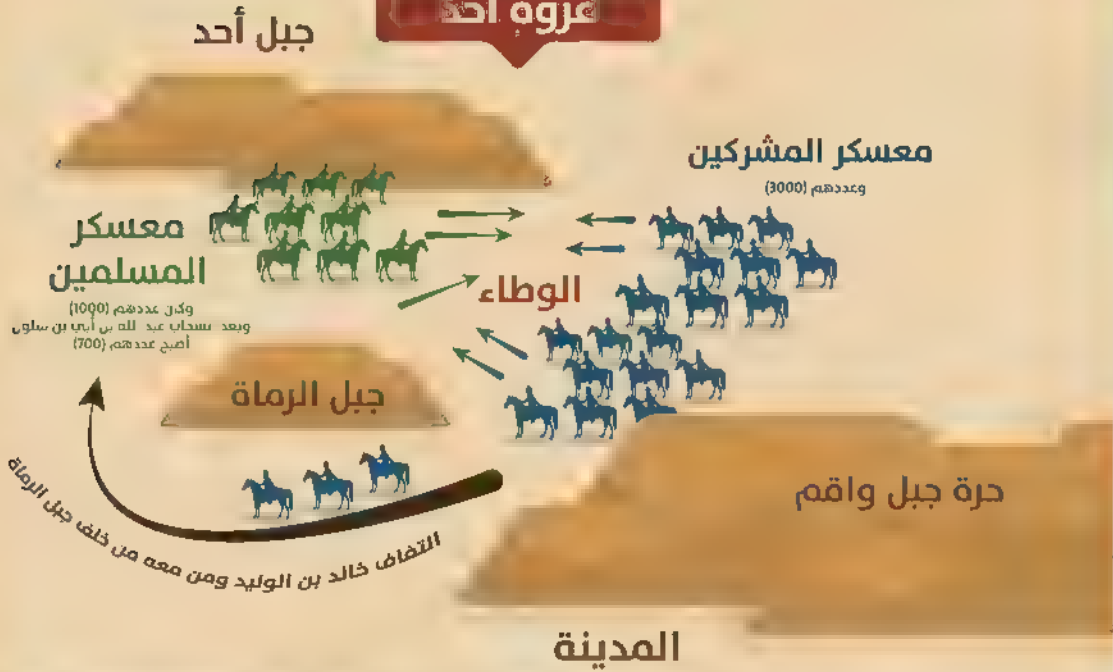 غزوة أحد
جبل أحد
معسكر المشركين
وعددهم (3000)
معسكر
المسلمين
وكان عددهم (1000)
وبعد انسحاب عبد الله بن أبي بن سلول
أصبح عددهم (700)
الوطاء
جبل الرماة
حرة جبل واقم
التفاف خالد بن الوليد ومن معه من خلف جبل الرماة
المدينة